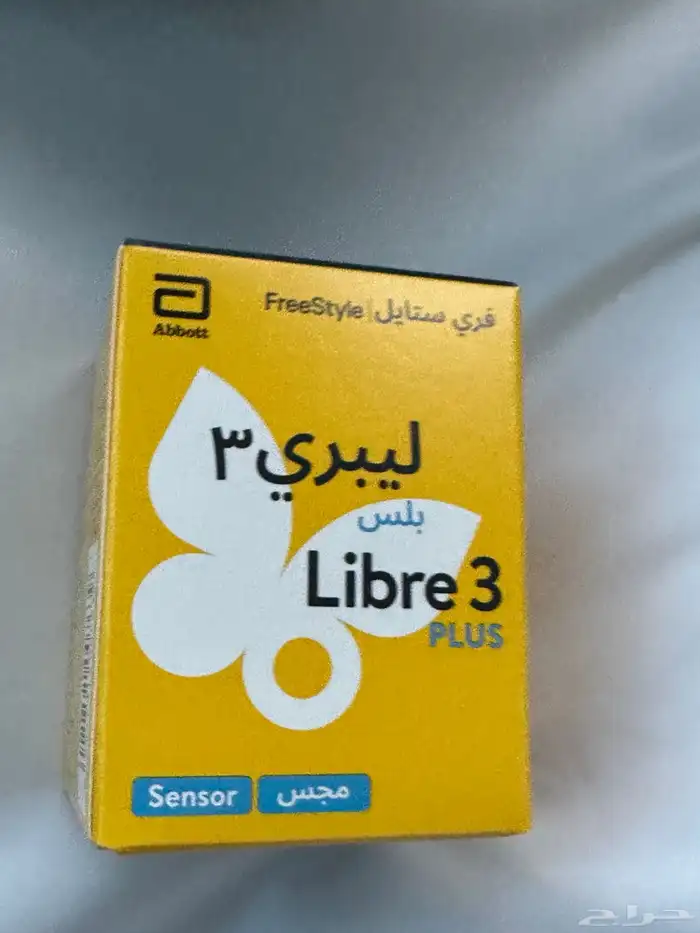 Abbott
FreeStyle | فري ستايل
ليبري ٣
بلس
Libre 3
PLUS
Sensor
مجس
حراج